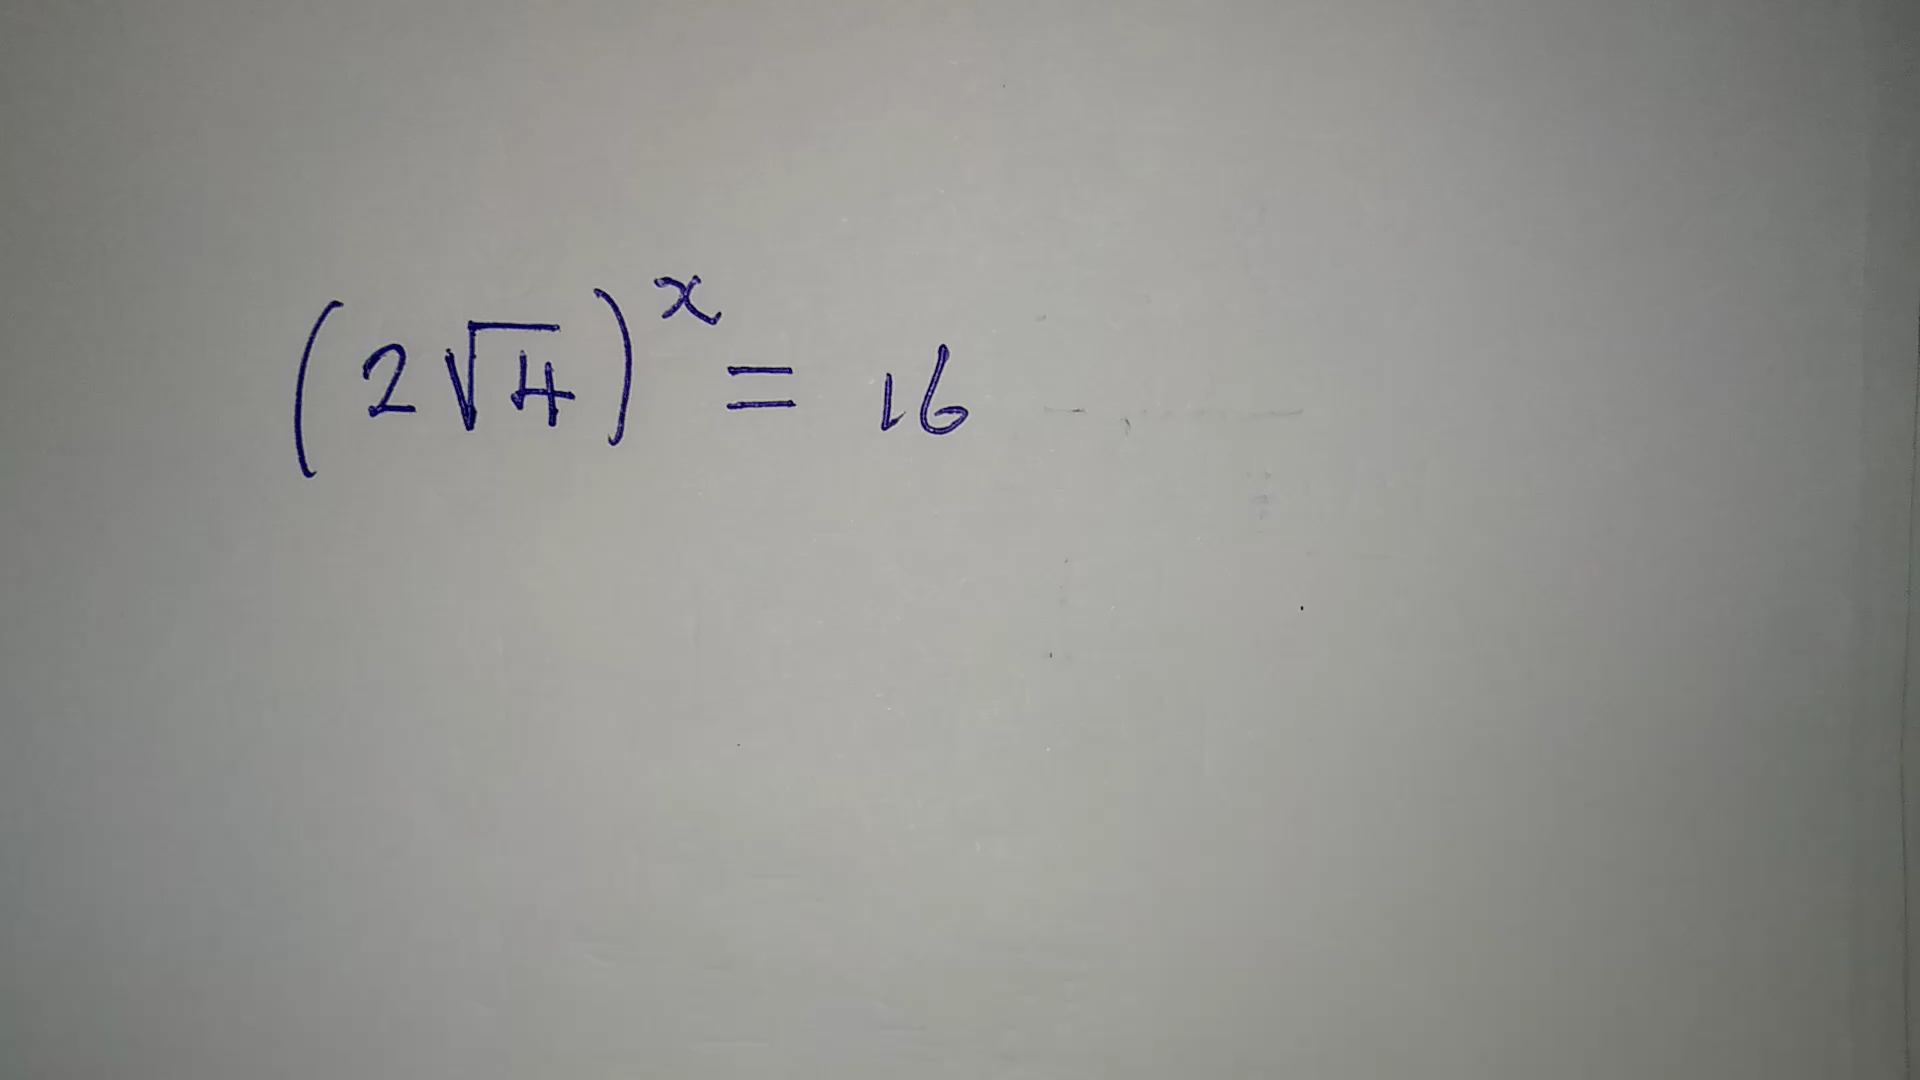 (2√4)ˣ = 16